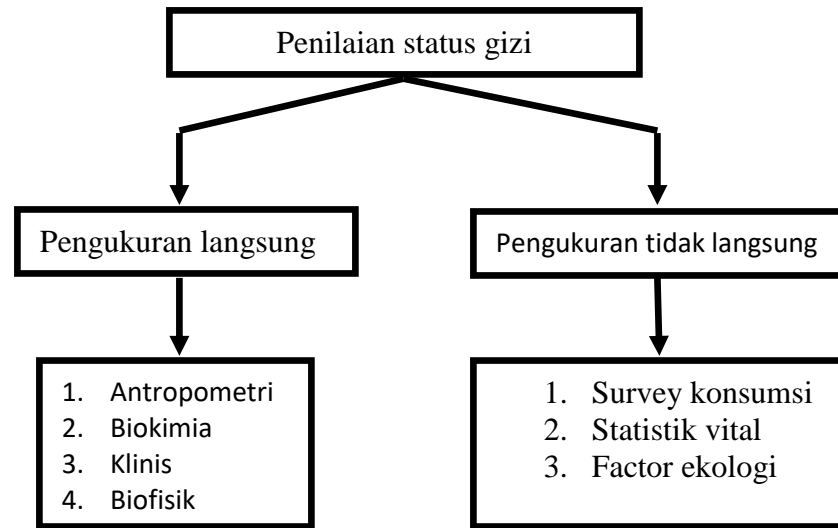 Penilaian status gizi
Pengukuran langsung
Pengukuran tidak langsung
1. Antropometri
2. Biokimia
3. Klinis
4. Biofisik
1. Survey konsumsi
2. Statistik vital
3. Factor ekologi